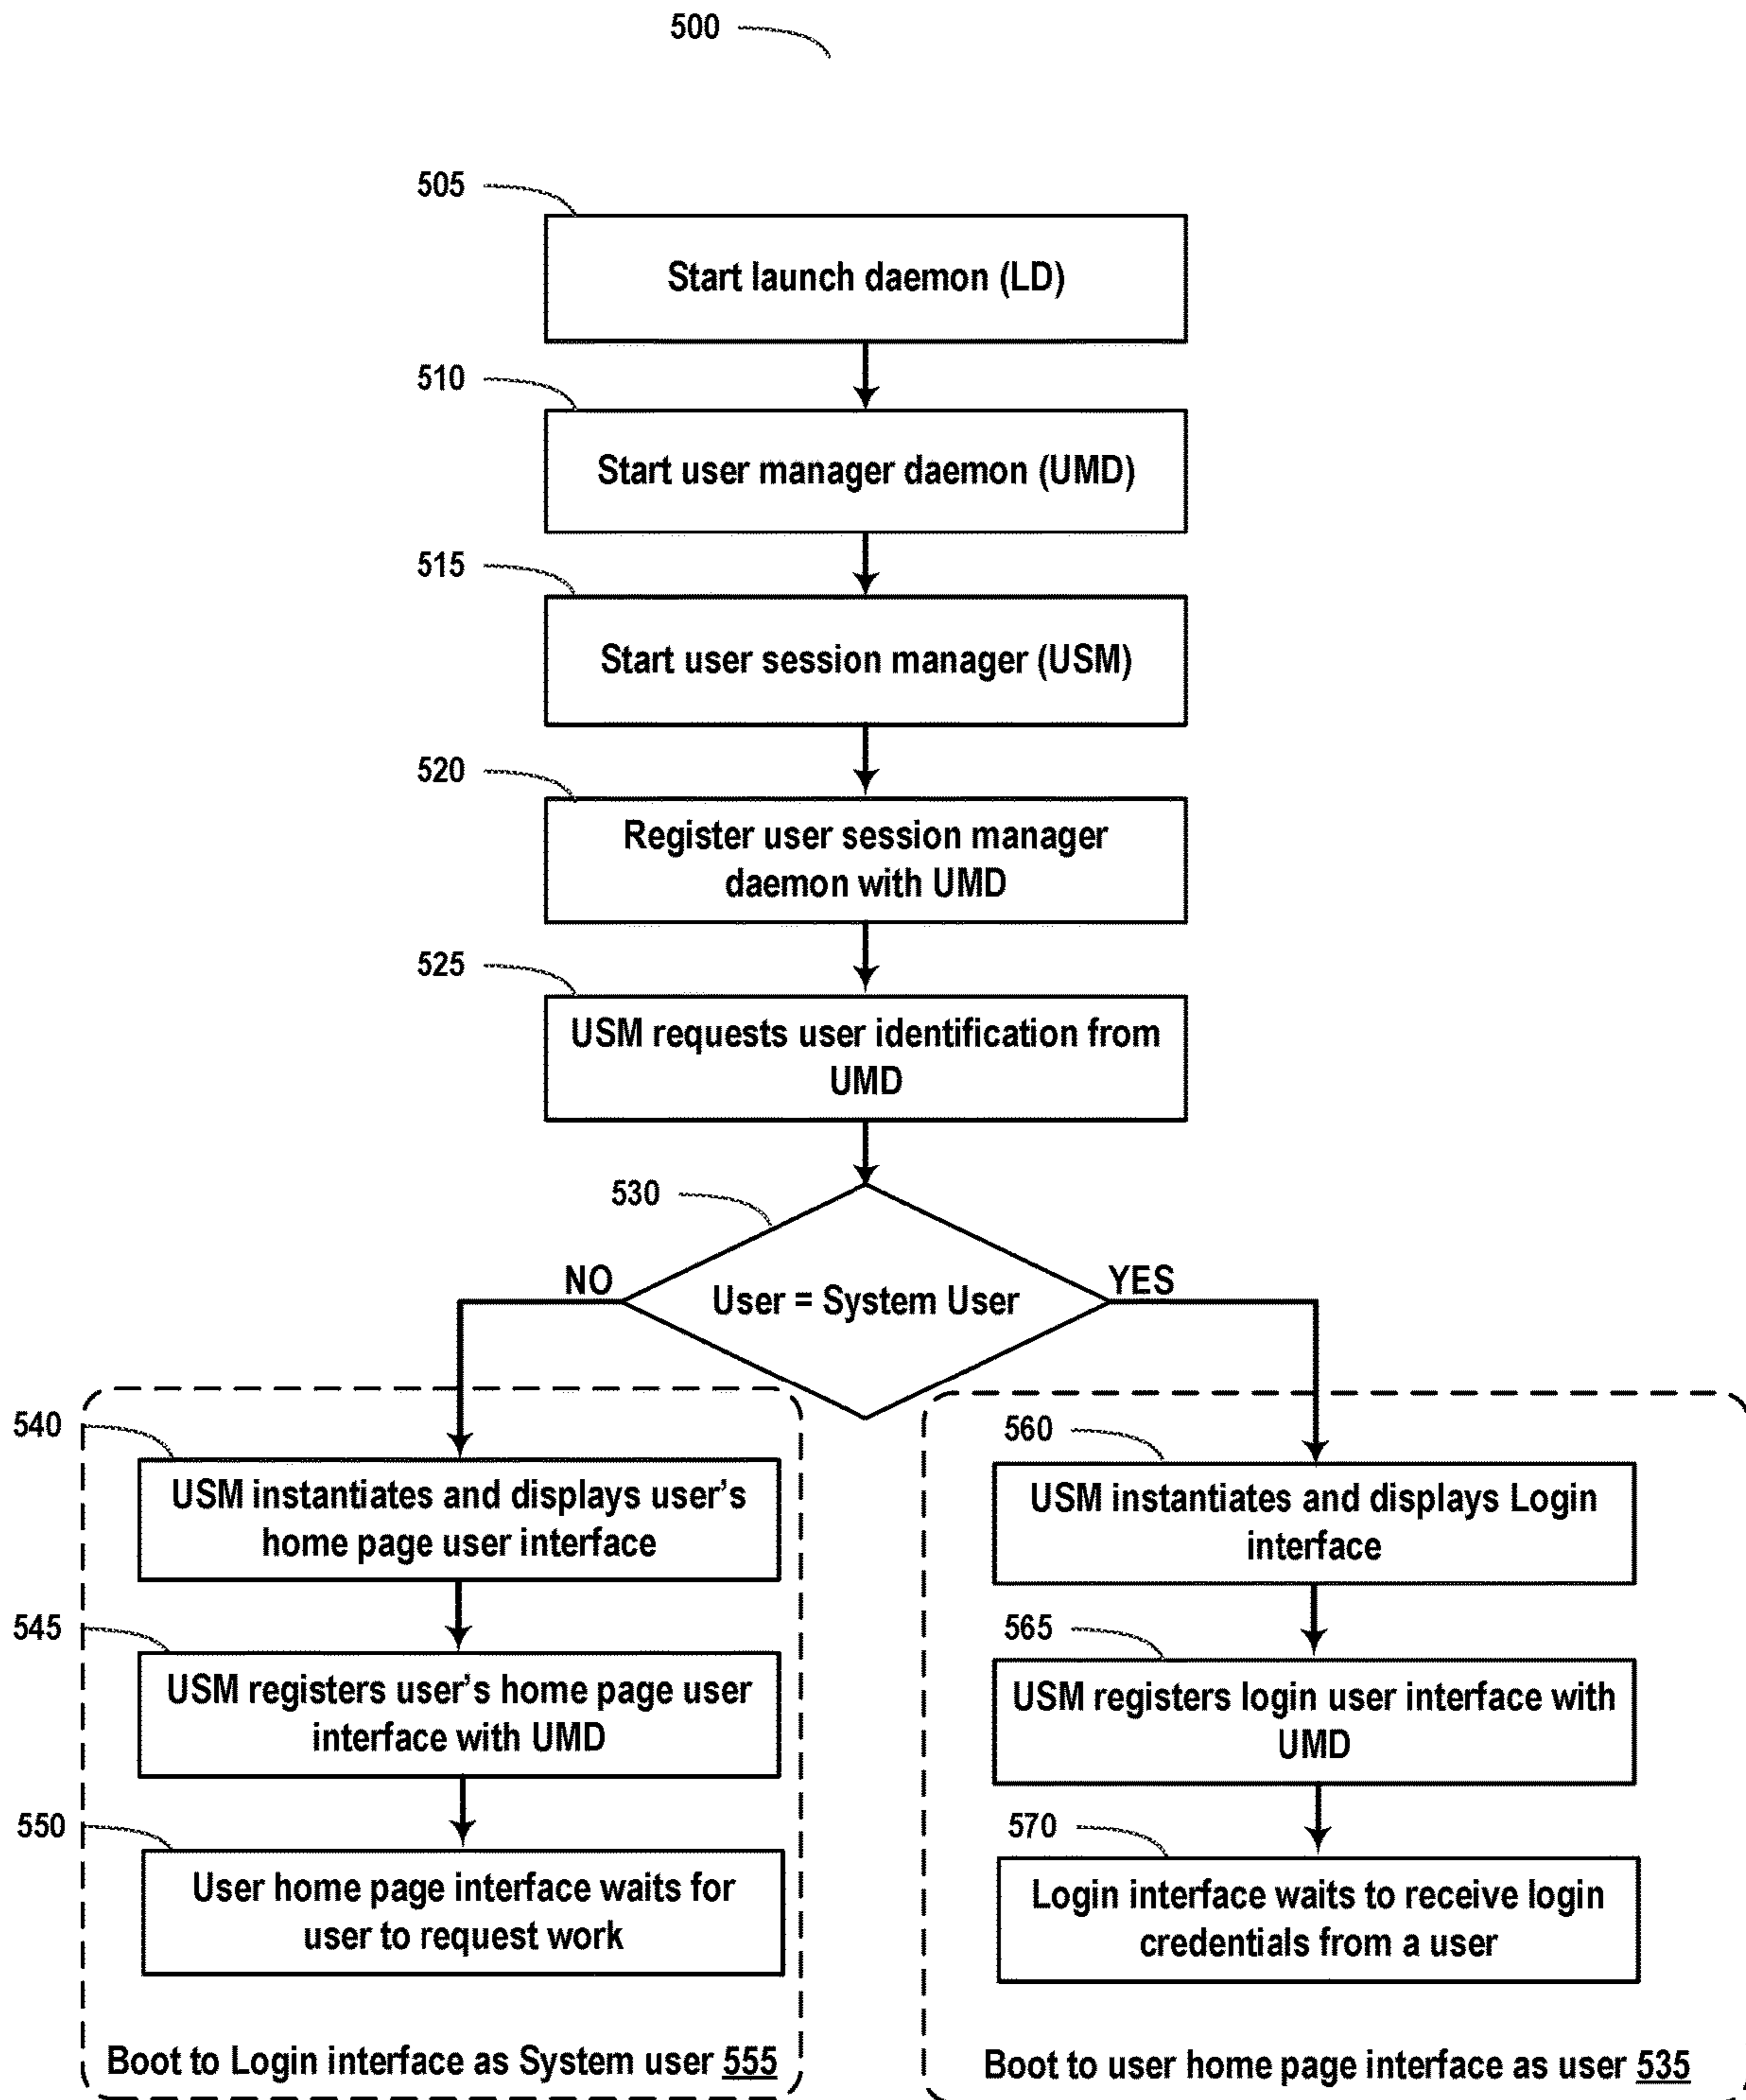 500
505
Start launch daemon (LD)
510
Start user manager daemon (UMD)
515
Start user session manager (USM)
520
Register user session manager
daemon with UMD
525
USM requests user identification from
UMD
530
User = System User
NO
YES
540
USM instantiates and displays user's
home page user interface
545
USM registers user's home page user
interface with UMD
550
User home page interface waits for
user to request work
Boot to Login interface as System user 555
560
USM instantiates and displays Login
interface
565
USM registers login user interface with
UMD
570
Login interface waits to receive login
credentials from a user
Boot to user home page interface as user 535